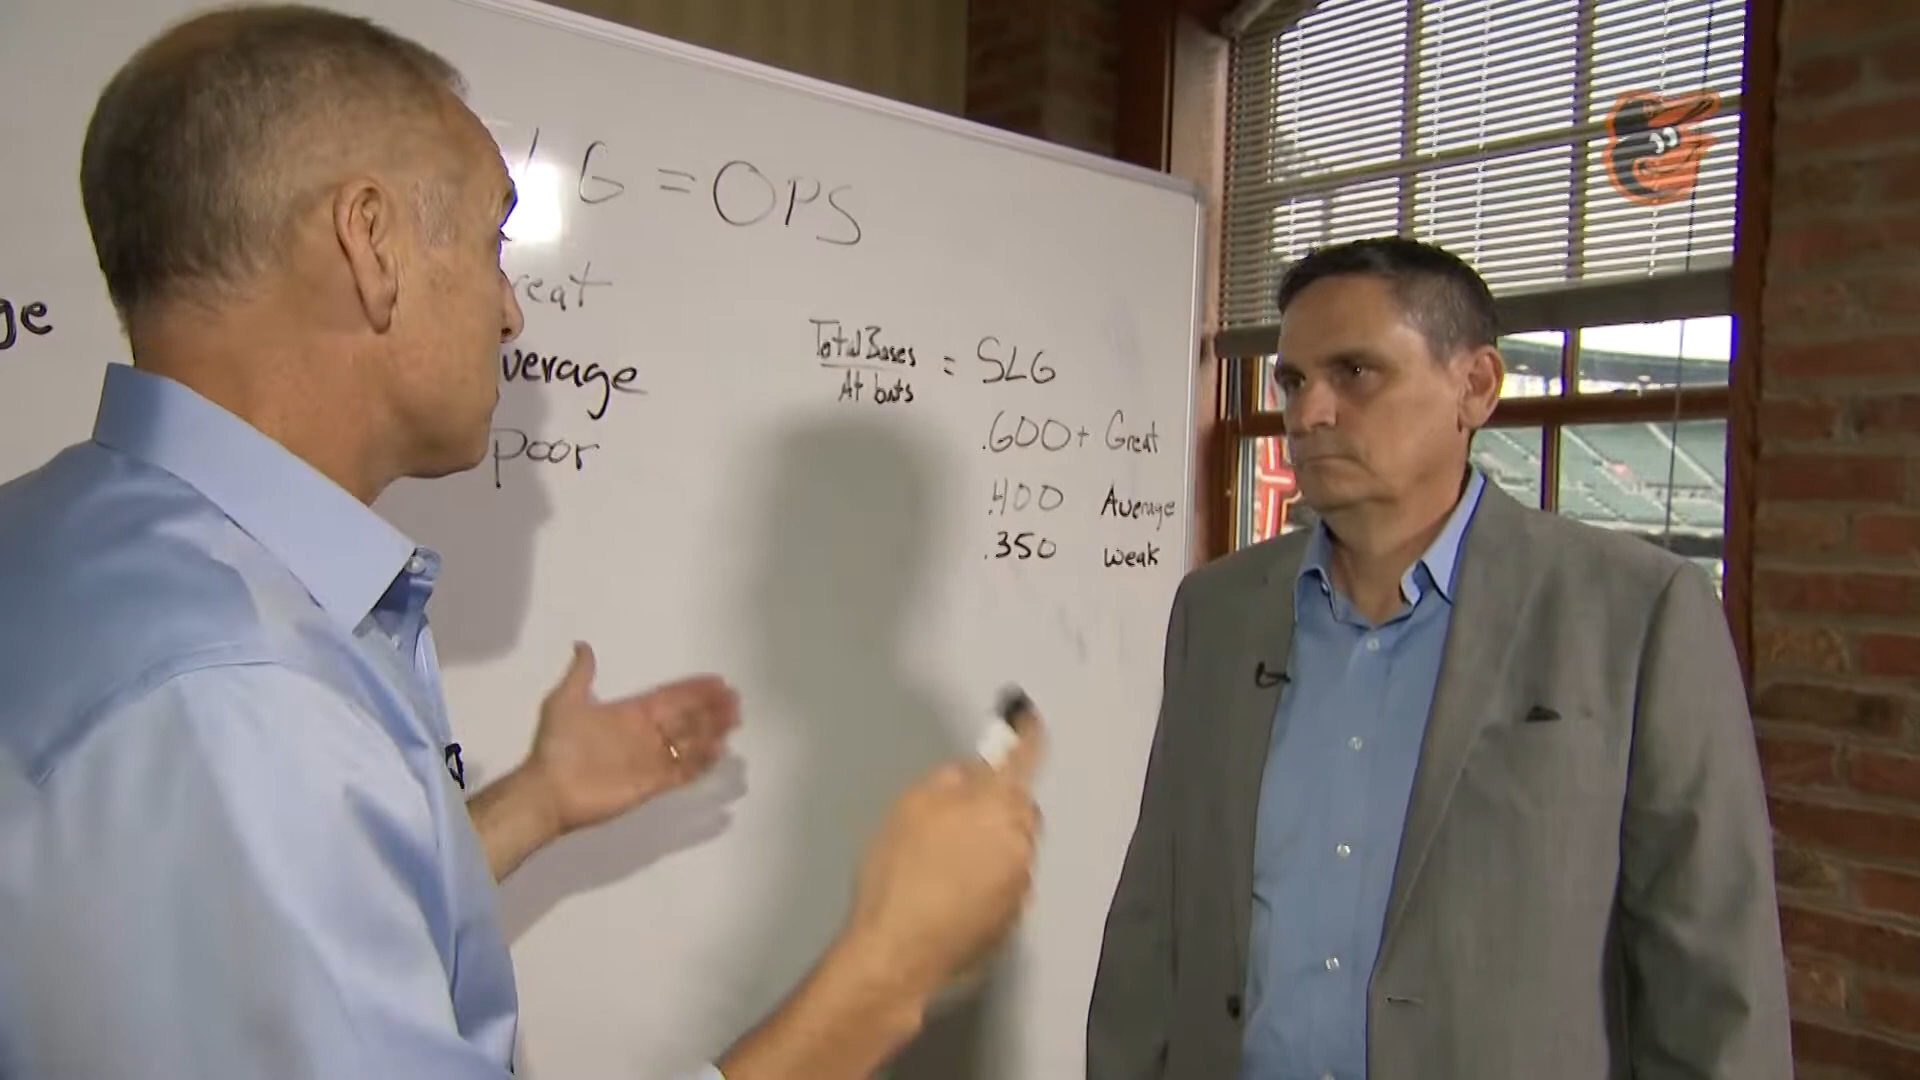 G = OPS
reat
verage
poor
ge
Total Bases
At bats
= SLG
.600+ Great
.400 Average
.350 weak